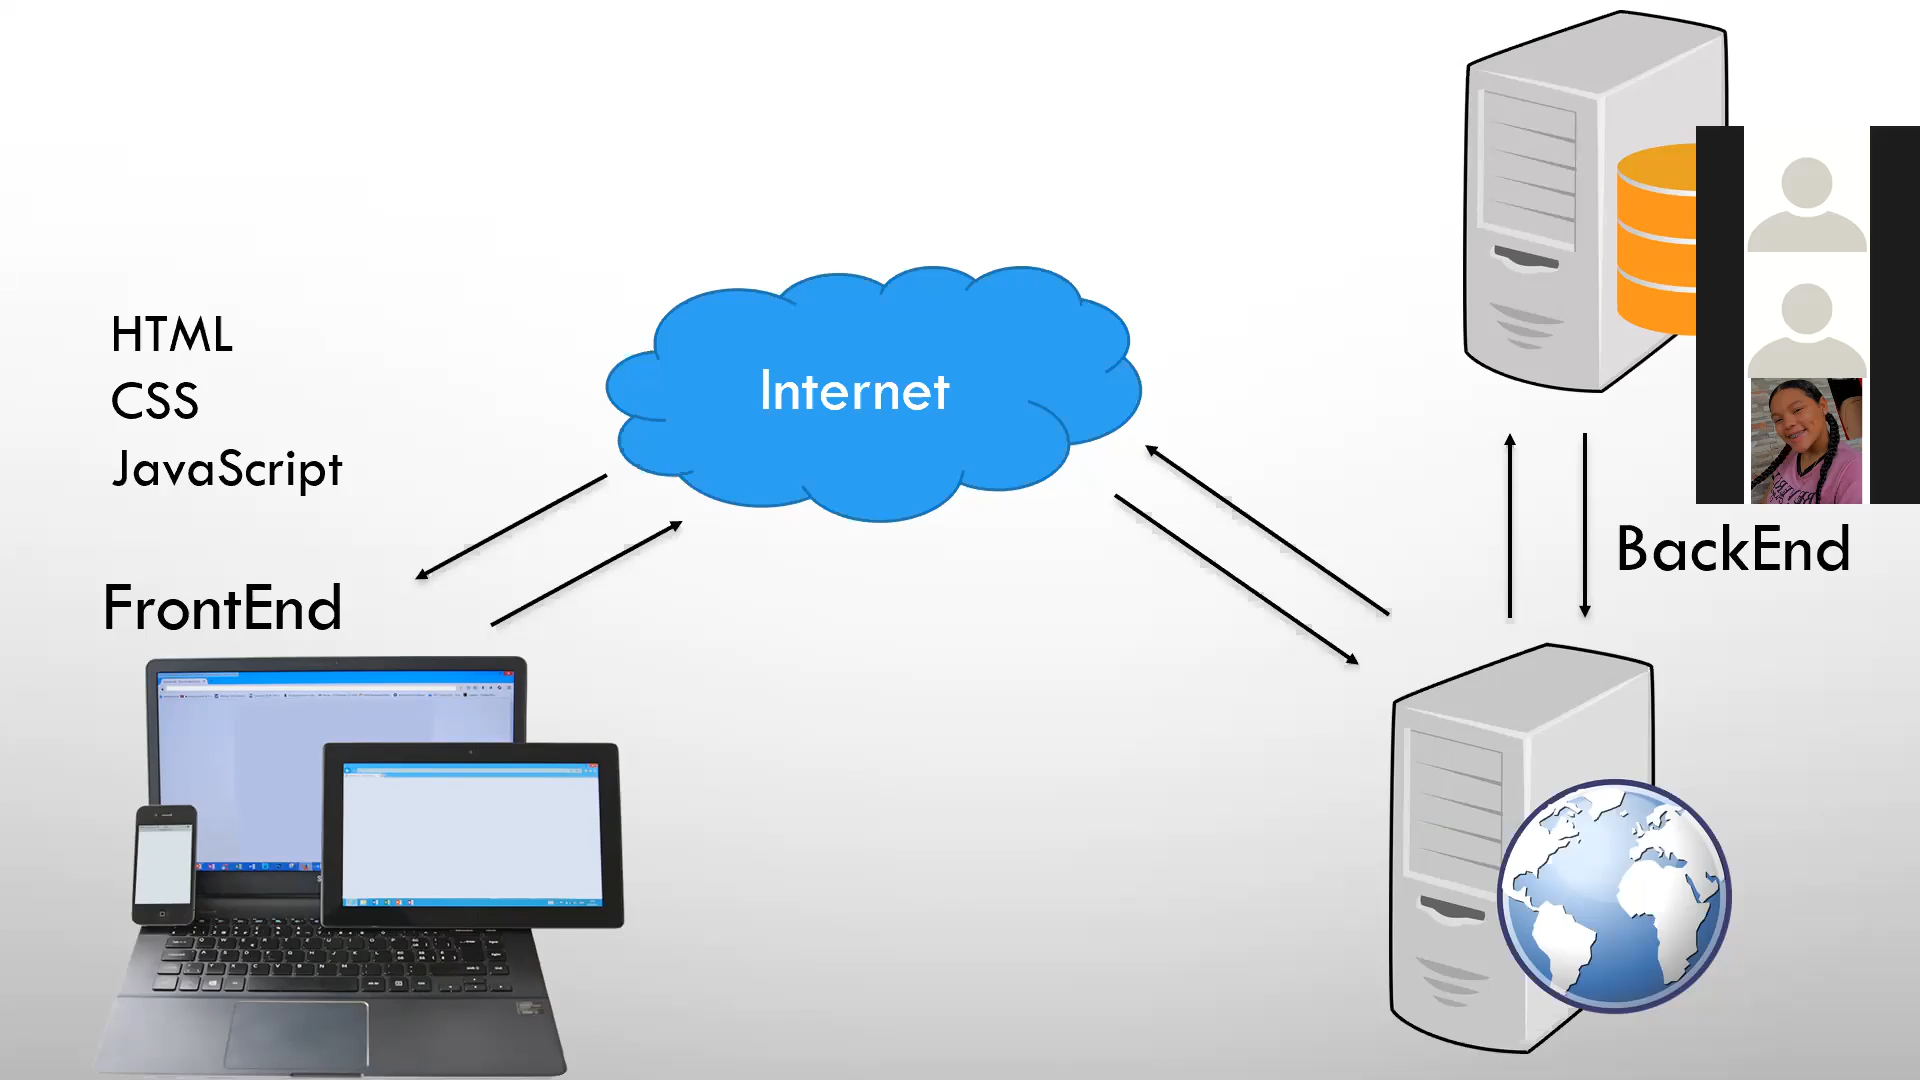 HTML
CSS
JavaScript
FrontEnd
Internet
BackEnd